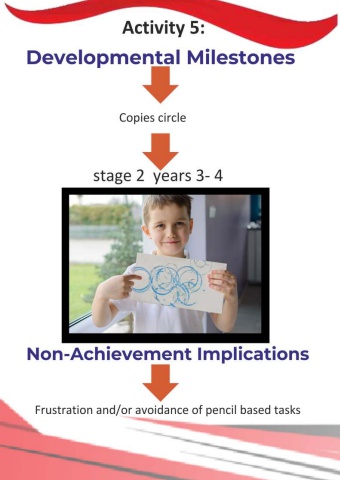 Activity 5:
Developmental Milestones
Copies circle
stage 2 years 3- 4
Non-Achievement Implications
Frustration and/or avoidance of pencil based tasks